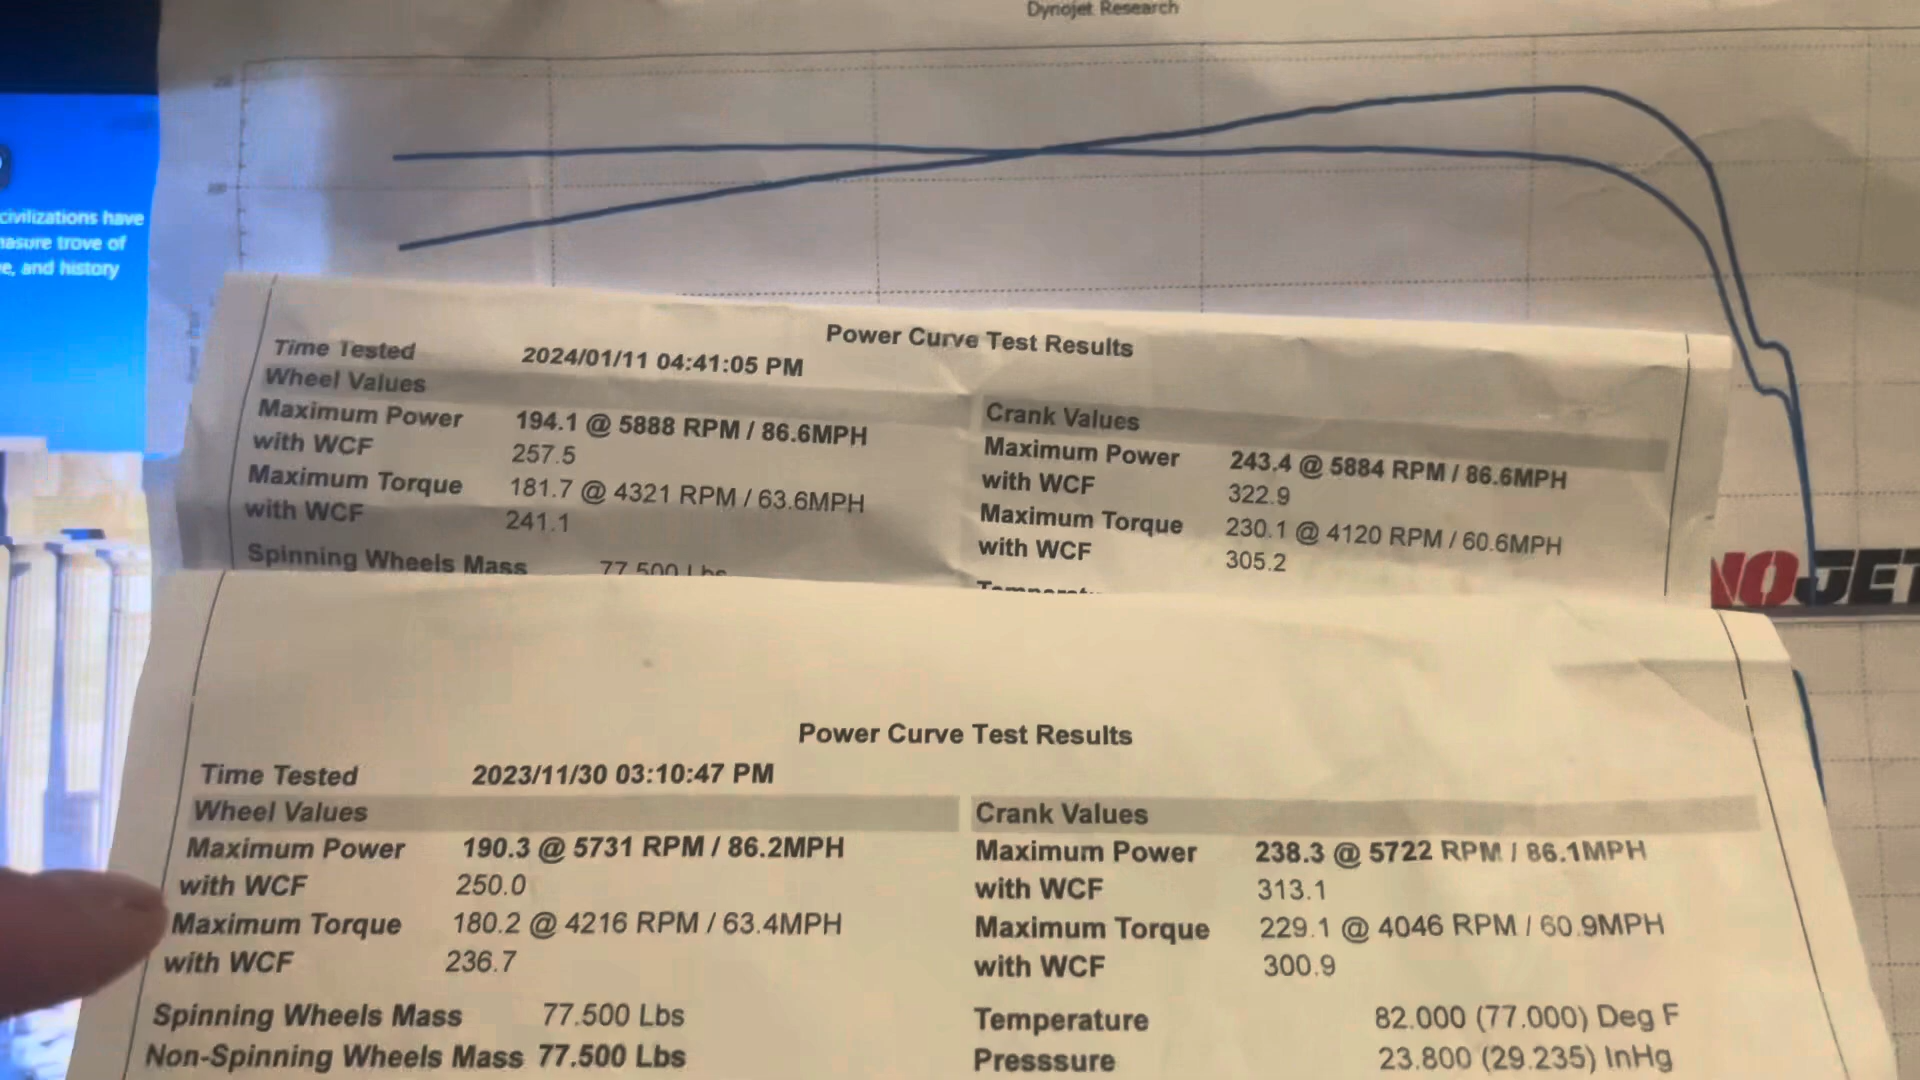 Dynojet Research
civilizations have
trove of
e, and history
Power Curve Test Results
Time Tested 2024/01/11 04:41:05 PM
Wheel Values Crank Values
Maximum Power 194.1 @ 5888 RPM / 86.6MPH Maximum Power 243.4 @ 5884 RPM / 86.6MPH
with WCF 257.5 with WCF 322.9
Maximum Torque 181.7 @ 4321 RPM / 63.6MPH Maximum Torque 230.1 @ 4120 RPM / 60.6MPH
with WCF 241.1 with WCF 305.2
Spinning Wheels Mass 77.500 Lbs
NOJET
Power Curve Test Results
Time Tested 2023/11/30 03:10:47 PM
Wheel Values Crank Values
Maximum Power 190.3 @ 5731 RPM / 86.2MPH Maximum Power 238.3 @ 5722 RPM / 86.1MPH
with WCF 250.0 with WCF 313.1
Maximum Torque 180.2 @ 4216 RPM / 63.4MPH Maximum Torque 229.1 @ 4046 RPM / 60.9MPH
with WCF 236.7 with WCF 300.9
Spinning Wheels Mass 77.500 Lbs Temperature 82.000 (77.000) Deg F
Non-Spinning Wheels Mass 77.500 Lbs Presssure 23.800 (29.235) InHg